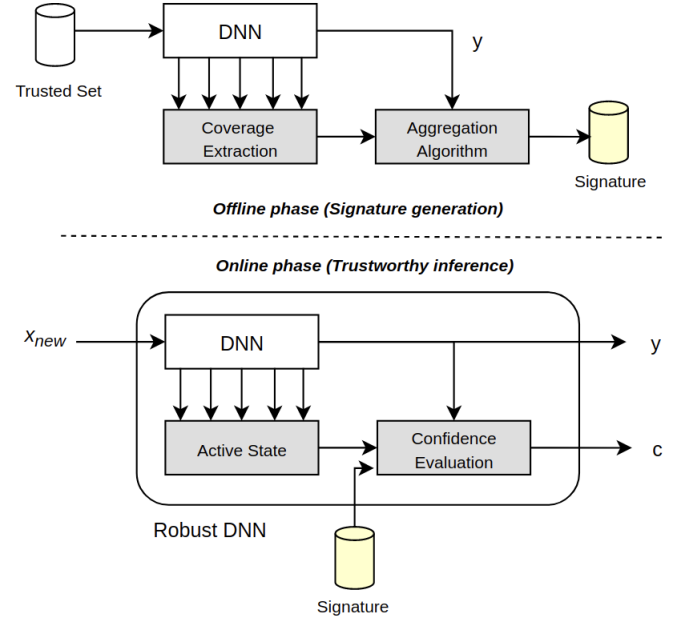 DNN
y
Trusted Set
Coverage
Extraction
Aggregation
Algorithm
Signature
Offline phase (Signature generation)
Online phase (Trustworthy inference)
xnew
DNN
y
Active State
Confidence
Evaluation
c
Robust DNN
Signature